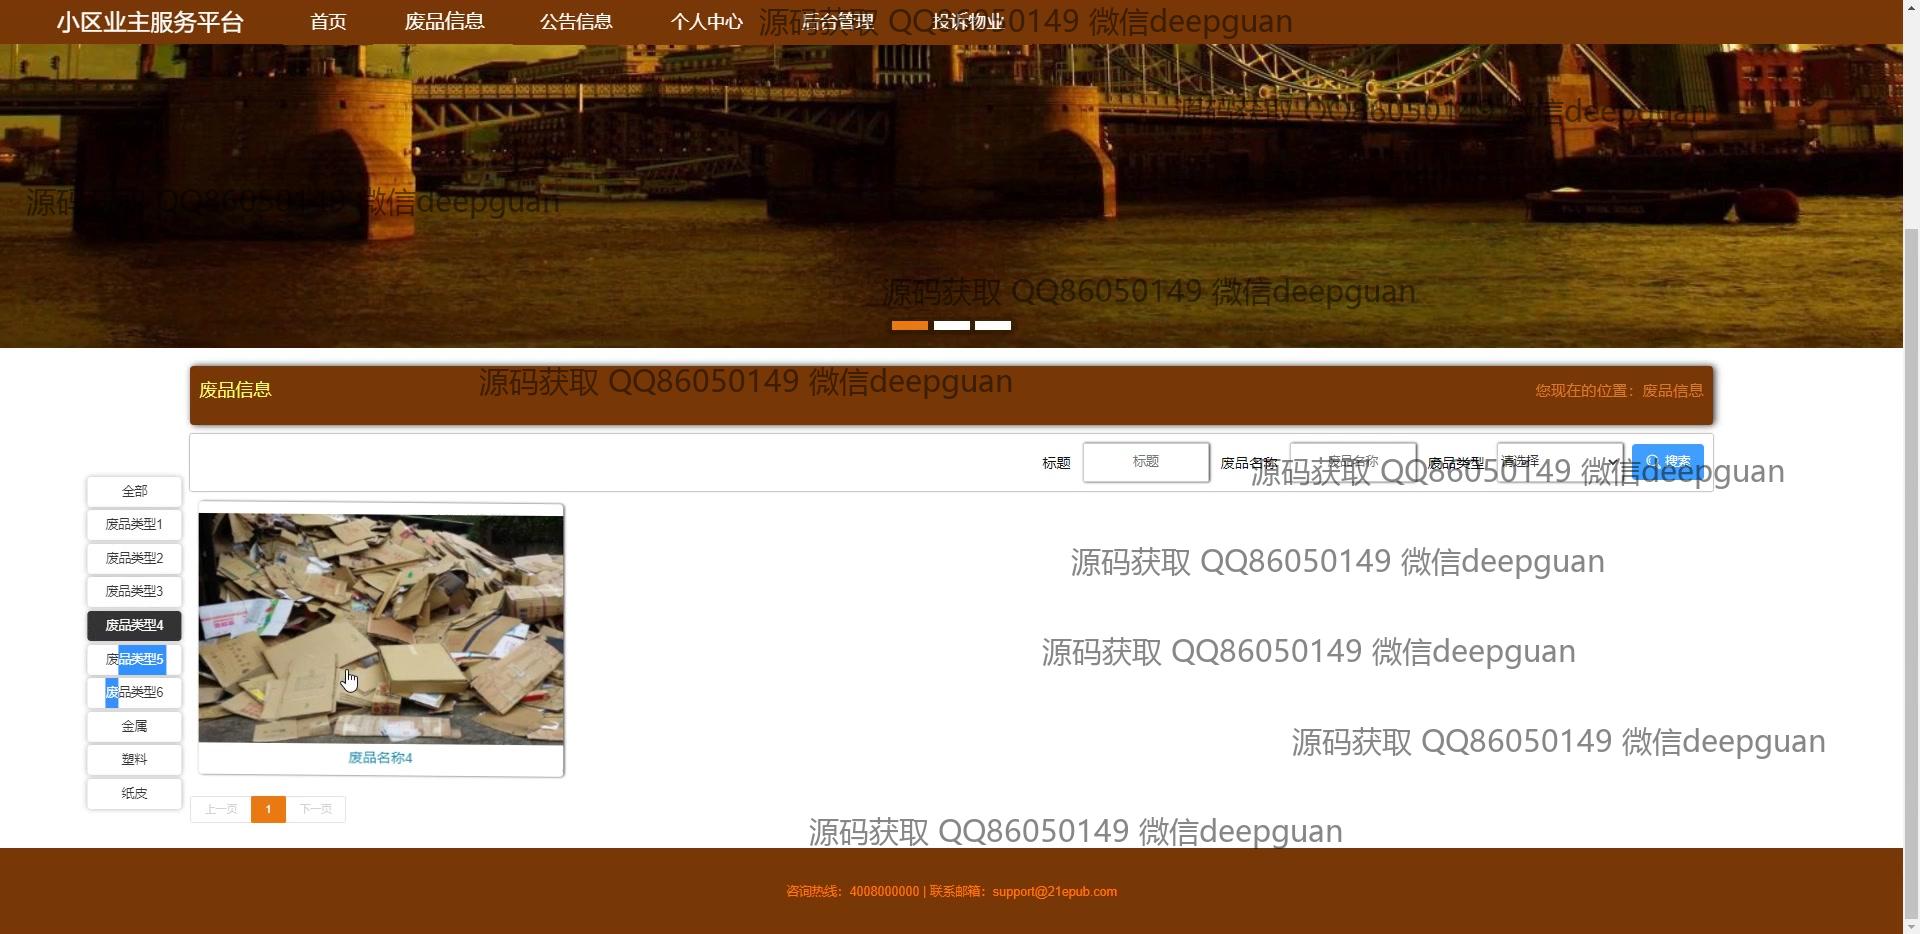 小区业主服务平台 首页 废品信息 公告信息 个人中心 后台管理 投诉物业
源码获取 QQ86050149 微信deepguan
源码获取 QQ86050149 微信deepguan
源码获取 QQ86050149 微信deepguan
源码获取 QQ86050149 微信deepguan
废品信息
源码获取 QQ86050149 微信deepguan
您现在的位置：废品信息
标题 标题 废品名称 废品名称 废品类型 请选择 搜索
源码获取 QQ86050149 微信deepguan
全部
废品类型1
废品类型2
废品类型3
废品类型4
废品类型5
废品类型6
金属
塑料
纸皮
源码获取 QQ86050149 微信deepguan
源码获取 QQ86050149 微信deepguan
源码获取 QQ86050149 微信deepguan
废品名称4
上一页 1 下一页
源码获取 QQ86050149 微信deepguan
咨询热线：4008000000 | 联系邮箱：support@21epub.com